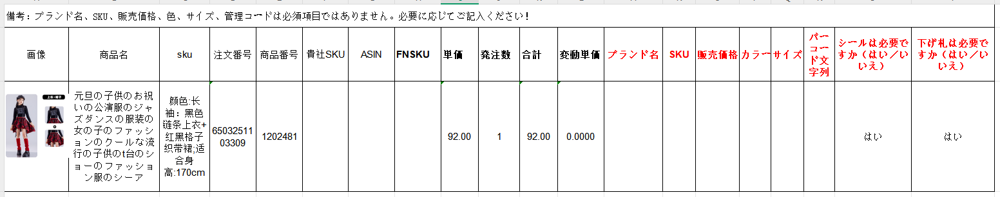 備考：ブランド名、SKU、販売価格、色、サイズ、管理コードは必須項目ではありません。必要に応じてご記入ください！
画像
商品名
sku
注文番号
商品番号
貴社SKU
ASIN
FNSKU
単価
発注数
合計
変動単価
ブランド名
SKU
販売価格
カラー
サイズ
バー
コー
ド文
字列
シールは必要で
すか（はい／い
いえ）
下げ札は必要で
すか（はい／い
いえ）
上衣+帽子
元旦の子供のお祝
いの公演服のジャ
ズダンスの服装の
女の子のファッシ
ョンのクールな流
行の子供のt台のシ
ョーのファッショ
ン服のシーア
颜色:长
袖：黑色
链条上衣+
红黑格子
织带裙;适
合身
高:170cm
65032511
03309
1202481
92.00
1
92.00
0.0000
はい
はい